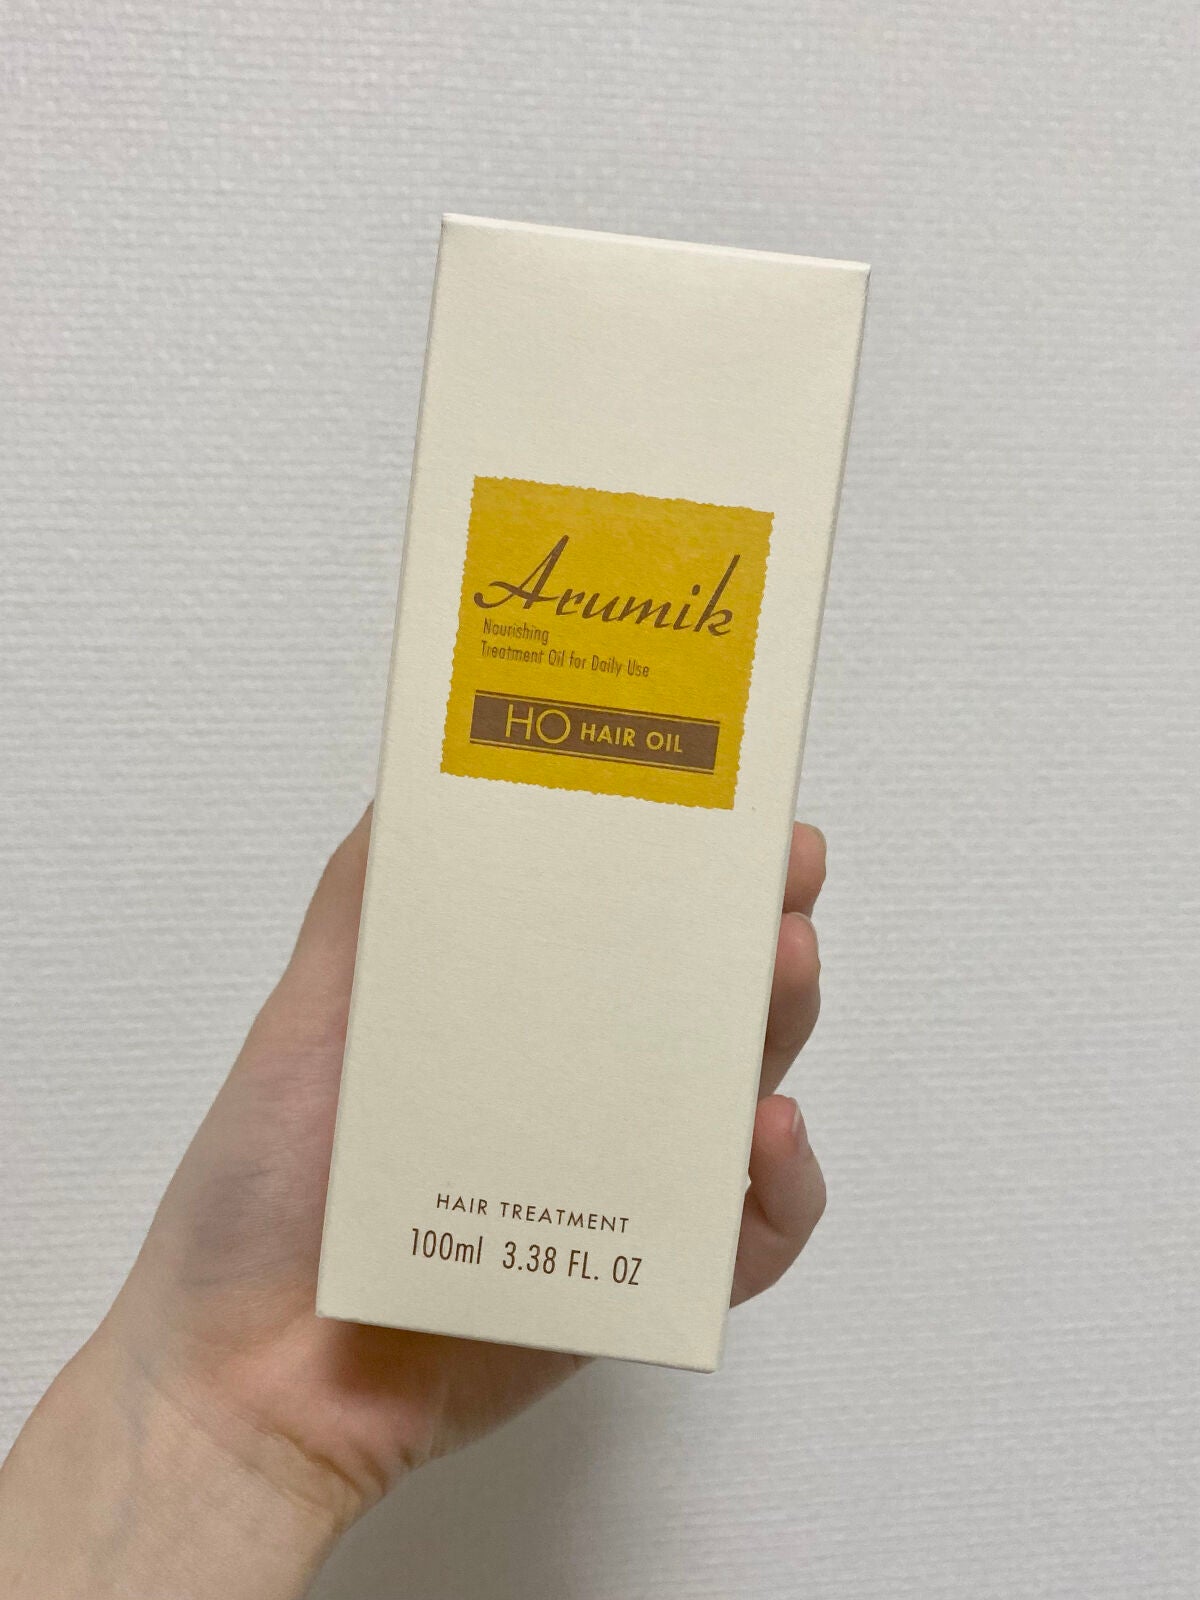 Arumik
Nourishing
Treatment Oil for Daily Use
HO HAIR OIL
HAIR TREATMENT
100ml 3.38 FL. OZ